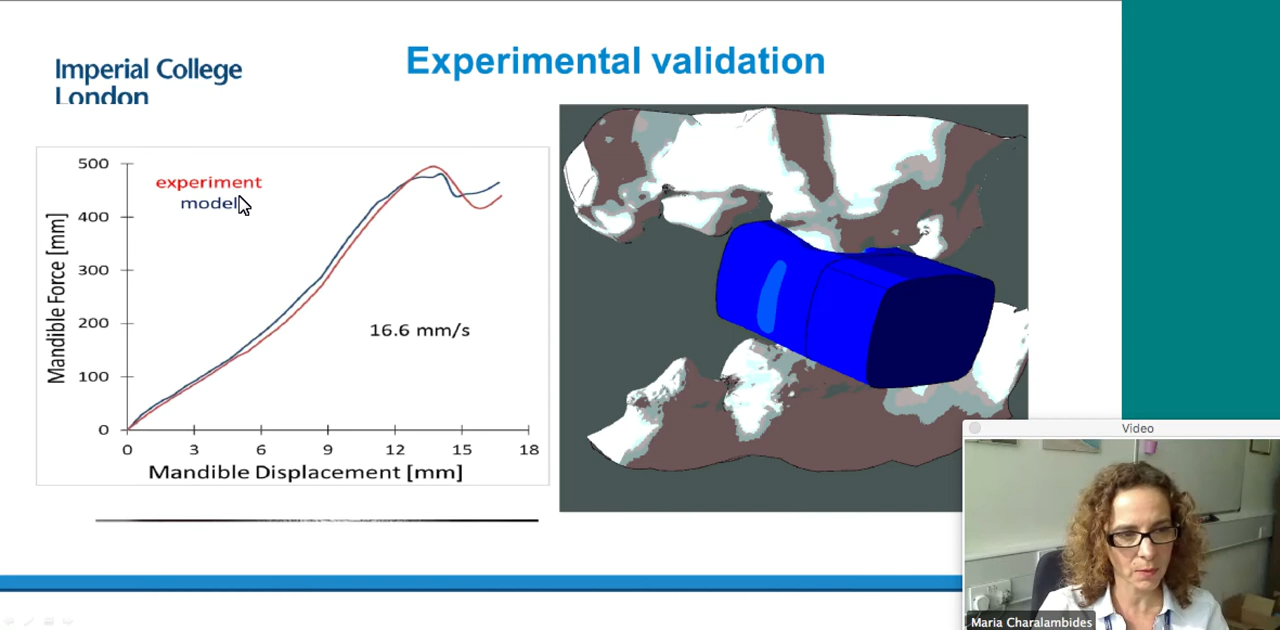 Experimental validation
Imperial College
London
500
400
300
200
100
0
Mandible Force [mm]
experiment
model
16.6 mm/s
0 3 6 9 12 15 18
Mandible Displacement [mm]
Video
Maria Charalambides